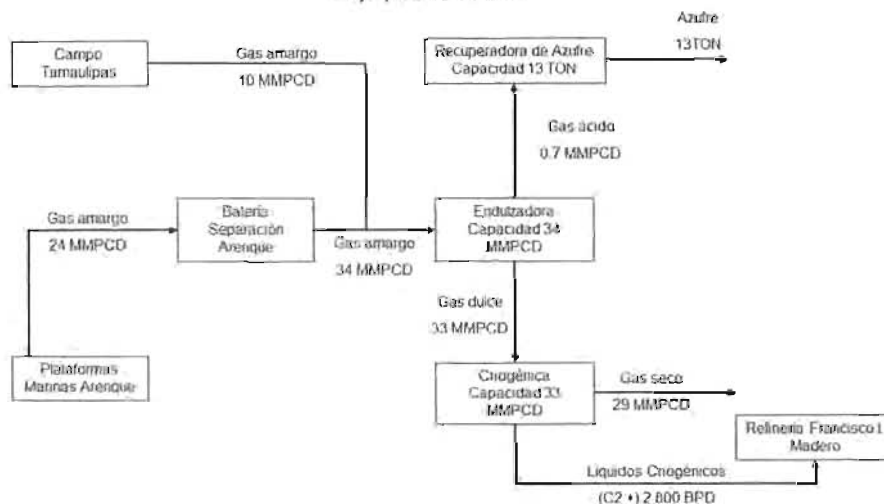 Campo
Tamaulipas
Gas amargo
10 MMPCD
Recuperadora de Azufre
Capacidad 13 TON
Azufre
13TON
Gas ácido
0.7 MMPCD
Gas amargo
24 MMPCD
Batería
Separación
Arenque
Gas amargo
34 MMPCD
Endulzadora
Capacidad 34
MMPCD
Gas dulce
33 MMPCD
Plataformas
Marinas Arenque
Criogénica
Capacidad 33
MMPCD
Gas seco
29 MMPCD
Refinería Francisco I.
Madero
Líquidos Criogénicos
(C2 +) 2 800 BPD